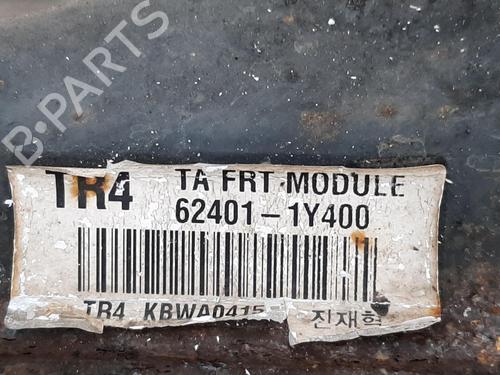 B-PARTS
TR4 TA FRT MODULE
62401-1Y400
TR4 KBWA0415
진재혁